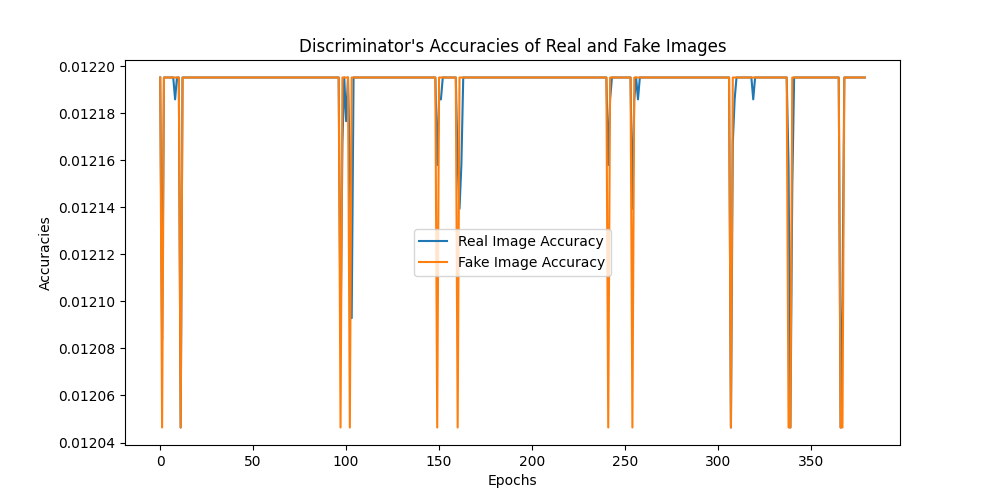 Discriminator's Accuracies of Real and Fake Images
0.01220
0.01218
0.01216
0.01214
0.01212
0.01210
0.01208
0.01206
0.01204
Accuracies
Real Image Accuracy
Fake Image Accuracy
0 50 100 150 200 250 300 350
Epochs